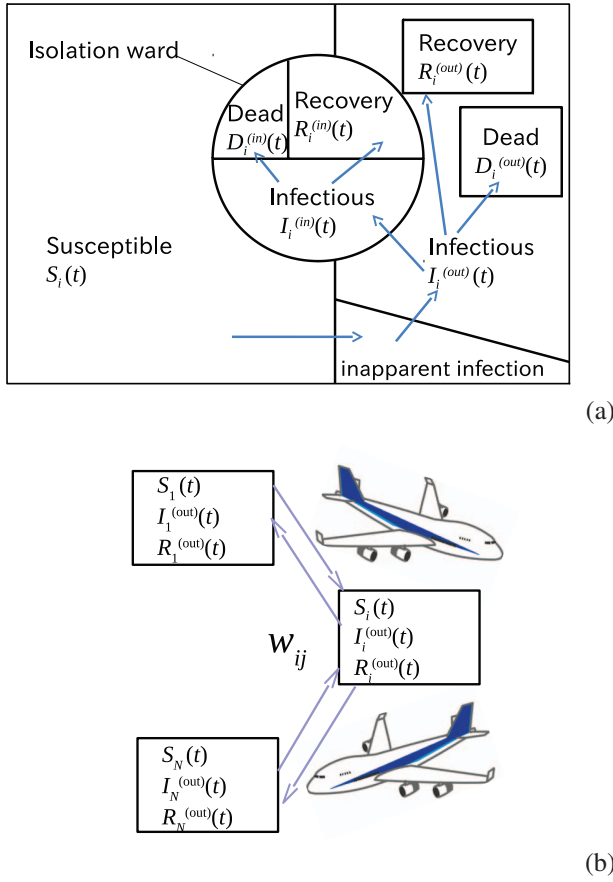 Isolation ward
Recovery
R_i^(out)(t)
Dead
D_i^(in)(t)
Recovery
R_i^(in)(t)
Dead
D_i^(out)(t)
Infectious
I_i^(in)(t)
Susceptible
S_i(t)
Infectious
I_i^(out)(t)
inapparent infection
(a)
S_1(t)
I_1^(out)(t)
R_1^(out)(t)
S_i(t)
I_i^(out)(t)
R_i^(out)(t)
w_ij
S_N(t)
I_N^(out)(t)
R_N^(out)(t)
(b)